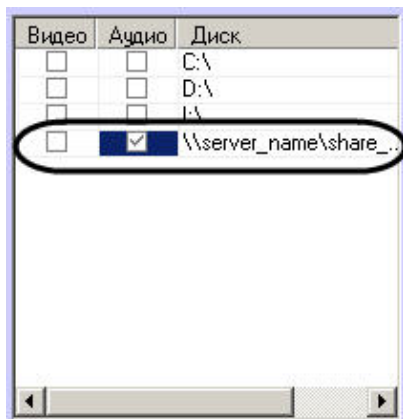 Видео Аудио Диск
C:\
D:\
I:\
\\server_name\share_..